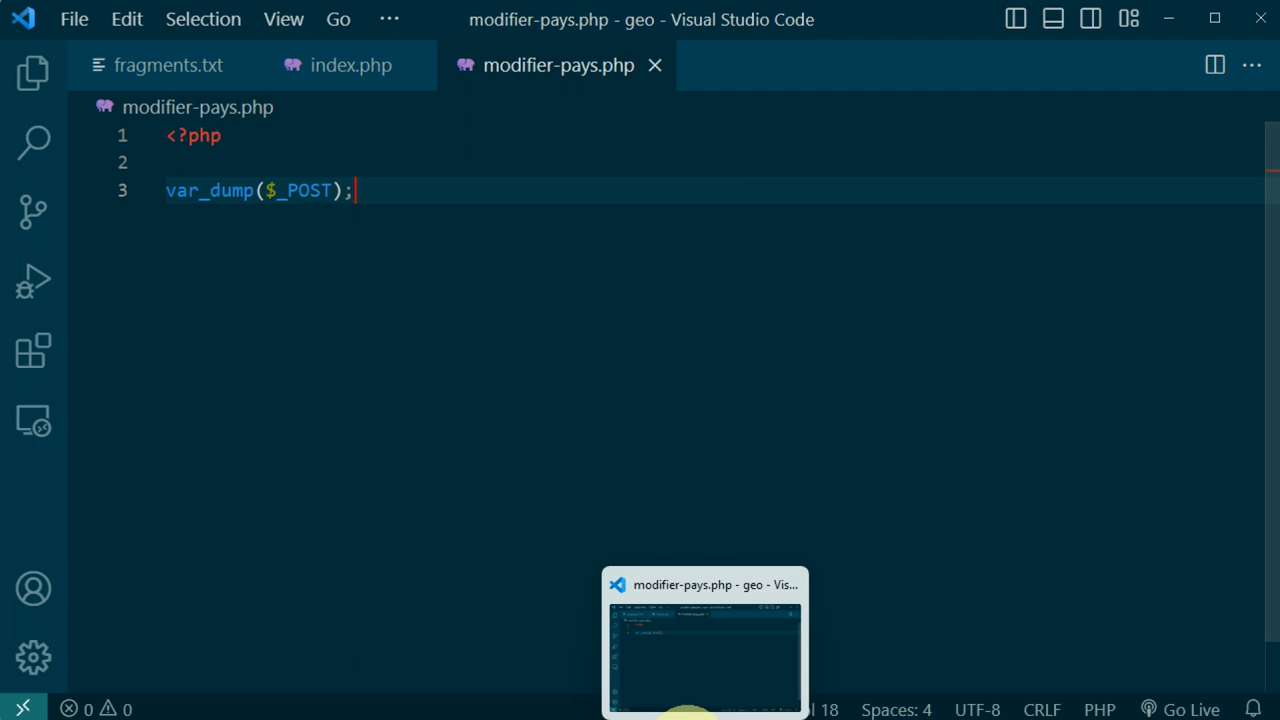 File Edit Selection View Go ··· modifier-pays.php - geo - Visual Studio Code
fragments.txt index.php modifier-pays.php
modifier-pays.php
1 <?php
2
3 var_dump($_POST);
modifier-pays.php - geo - Vis...
0 0 ol 18 Spaces: 4 UTF-8 CRLF PHP Go Live